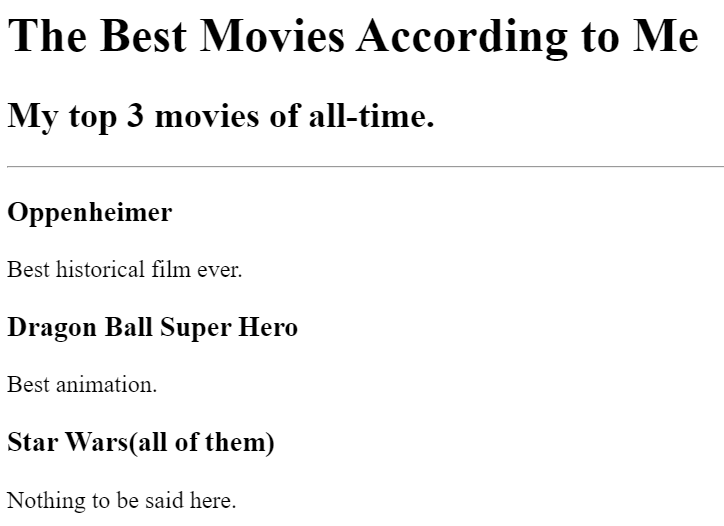 The Best Movies According to Me
My top 3 movies of all-time.
Oppenheimer
Best historical film ever.
Dragon Ball Super Hero
Best animation.
Star Wars(all of them)
Nothing to be said here.